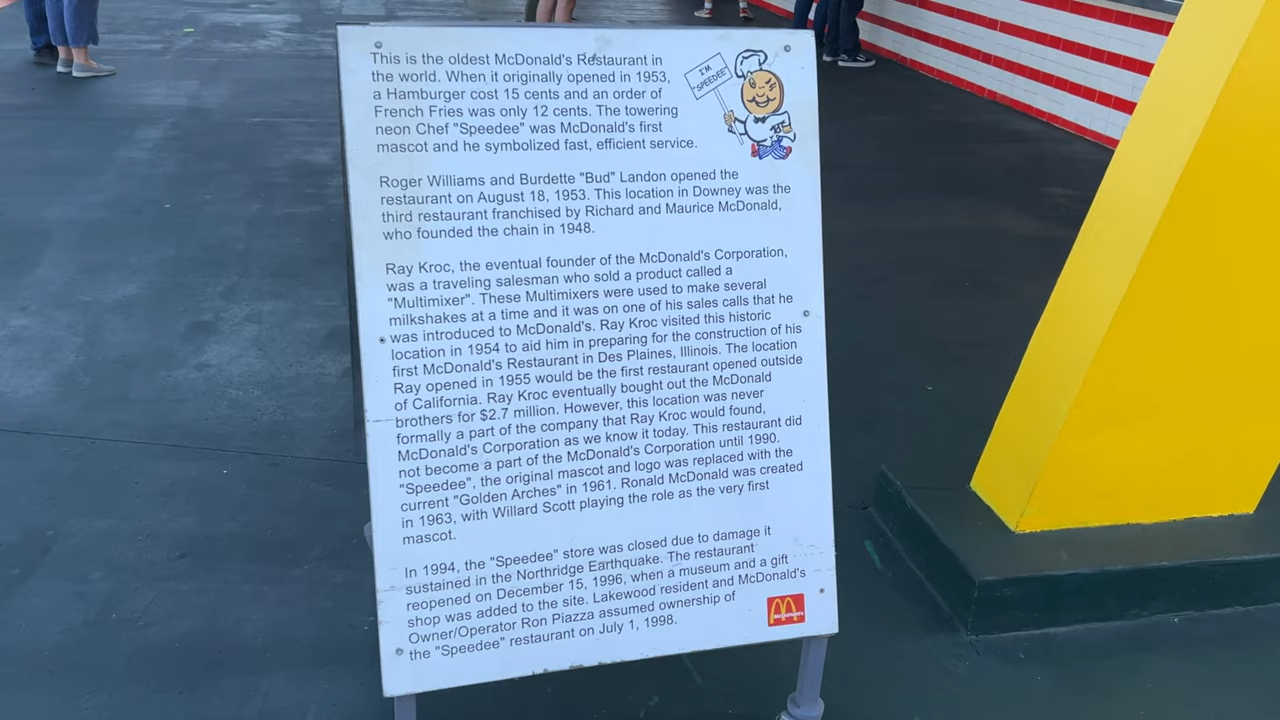 This is the oldest McDonald's Restaurant in
the world. When it originally opened in 1953,
a Hamburger cost 15 cents and an order of
French Fries was only 12 cents. The towering
neon Chef "Speedee" was McDonald's first
mascot and he symbolized fast, efficient service.
I'M
"SPEEDEE"
Roger Williams and Burdette "Bud" Landon opened the
restaurant on August 18, 1953. This location in Downey was the
third restaurant franchised by Richard and Maurice McDonald,
who founded the chain in 1948.
Ray Kroc, the eventual founder of the McDonald's Corporation,
was a traveling salesman who sold a product called a
"Multimixer". These Multimixers were used to make several
milkshakes at a time and it was on one of his sales calls that he
was introduced to McDonald's. Ray Kroc visited this historic
location in 1954 to aid him in preparing for the construction of his
first McDonald's Restaurant in Des Plaines, Illinois. The location
Ray opened in 1955 would be the first restaurant opened outside
of California. Ray Kroc eventually bought out the McDonald
brothers for $2.7 million. However, this location was never
formally a part of the company that Ray Kroc would found,
McDonald's Corporation as we know it today. This restaurant did
not become a part of the McDonald's Corporation until 1990.
"Speedee", the original mascot and logo was replaced with the
current "Golden Arches" in 1961. Ronald McDonald was created
in 1963, with Willard Scott playing the role as the very first
mascot.
In 1994, the "Speedee" store was closed due to damage it
sustained in the Northridge Earthquake. The restaurant
reopened on December 15, 1996, when a museum and a gift
shop was added to the site. Lakewood resident and McDonald's
Owner/Operator Ron Piazza assumed ownership of
the "Speedee" restaurant on July 1, 1998.
McDonald's